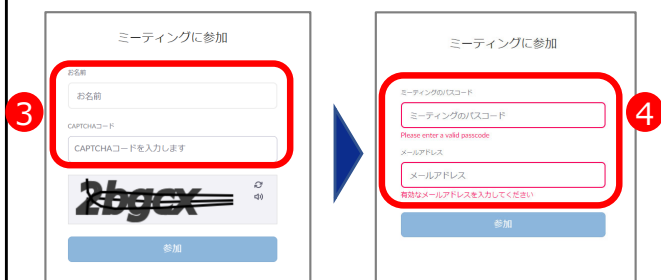 ミーティングに参加
お名前
お名前
3
CAPTCHAコード
CAPTCHAコードを入力します
2bgcx
参加
ミーティングに参加
ミーティングのパスコード
ミーティングのパスコード
4
Please enter a valid passcode
メールアドレス
メールアドレス
有効なメールアドレスを入力してください
参加